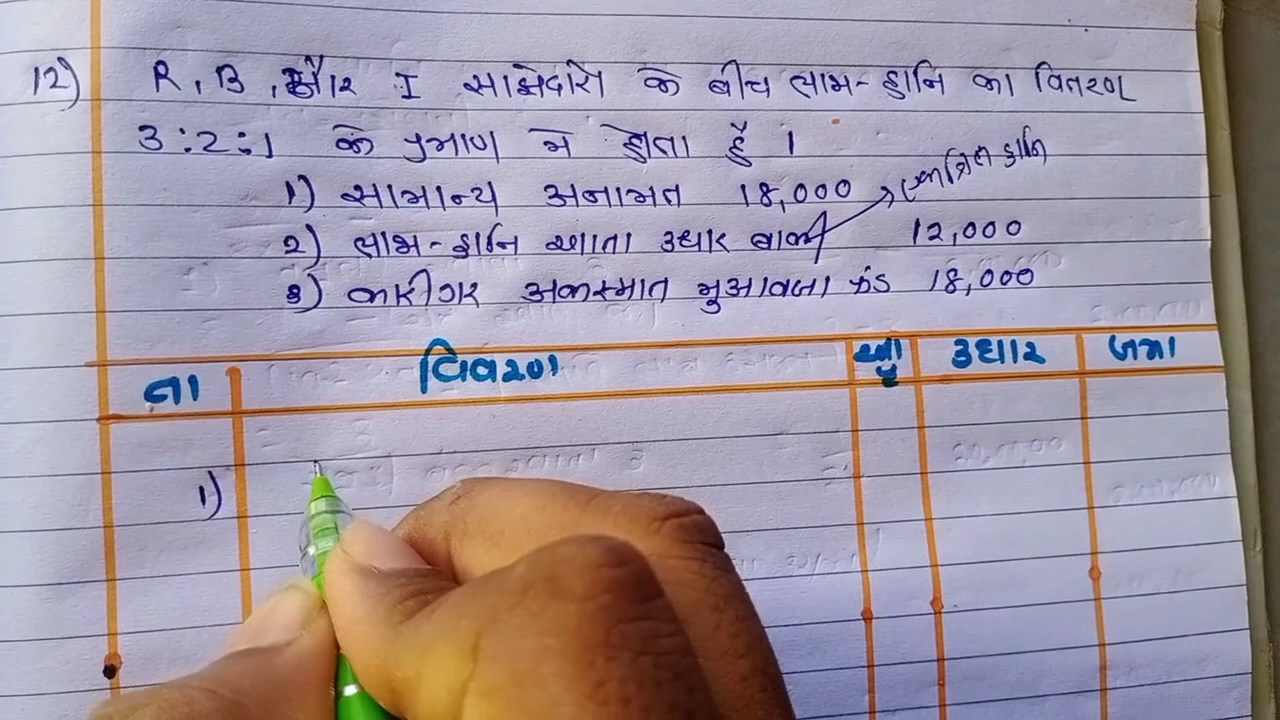 12) R, B, और I साझेदारो के बीच लाभ-हानि का वितरण
3:2:1 के प्रमाण मे होता हैं ।
1) सामान्य अनामत 18,000
→ एकत्रित हानि
2) लाभ-हानि खाता उधार बाकी 12,000
3) कारीगर अकस्मात मुआवजा फंड 18,000
ता विवरण उधार जमा
1)